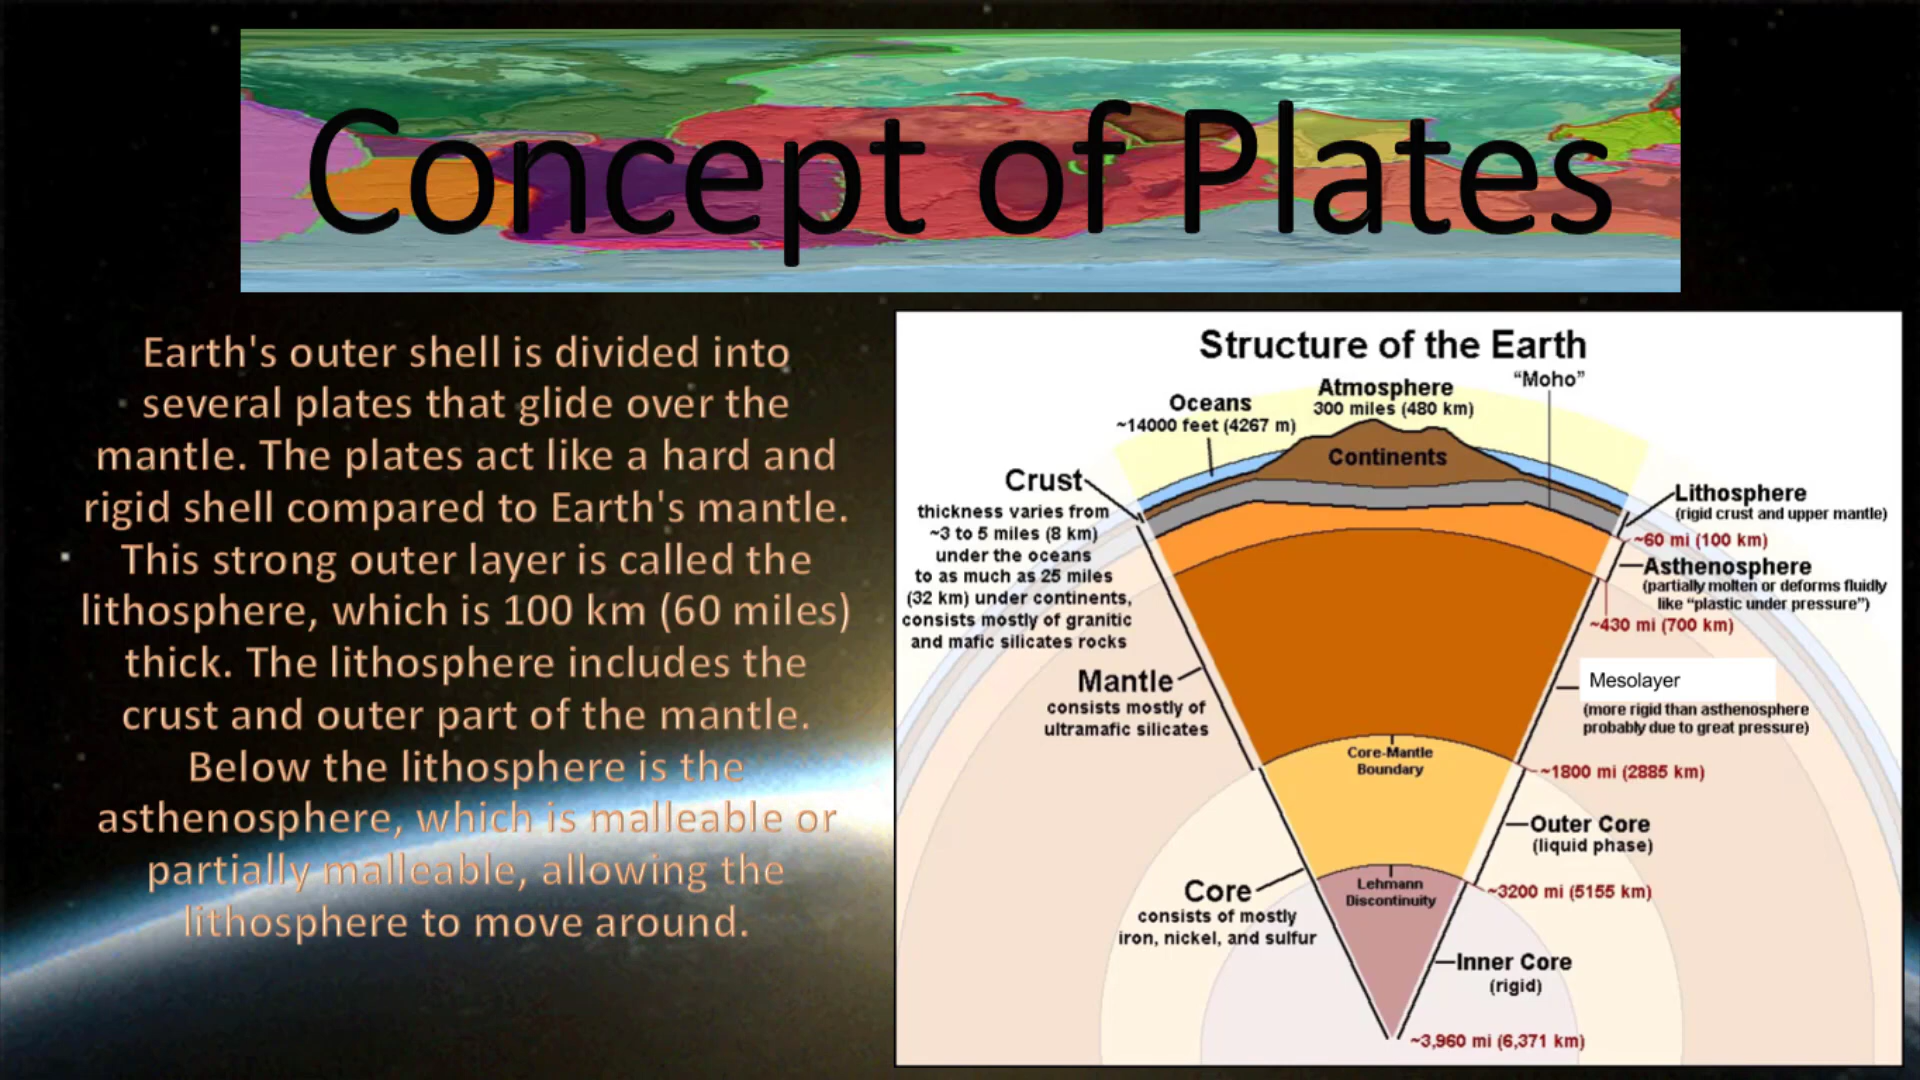 Concept of Plates
Earth's outer shell is divided into
several plates that glide over the
mantle. The plates act like a hard and
rigid shell compared to Earth's mantle.
This strong outer layer is called the
lithosphere, which is 100 km (60 miles)
thick. The lithosphere includes the
crust and outer part of the mantle.
Below the lithosphere is the
asthenosphere, which is malleable or
partially malleable, allowing the
lithosphere to move around.
Structure of the Earth
"Moho"
Atmosphere
300 miles (480 km)
Oceans
~14000 feet (4267 m)
Continents
Crust
thickness varies from
~3 to 5 miles (8 km)
under the oceans
to as much as 25 miles
(32 km) under continents,
consists mostly of granitic
and mafic silicates rocks
Lithosphere
(rigid crust and upper mantle)
~60 mi (100 km)
Asthenosphere
(partially molten or deforms fluidly
like "plastic under pressure")
~430 mi (700 km)
Mantle
consists mostly of
ultramafic silicates
Mesolayer
(more rigid than asthenosphere
probably due to great pressure)
Core-Mantle
Boundary
~1800 mi (2885 km)
Outer Core
(liquid phase)
Core
consists of mostly
iron, nickel, and sulfur
Lehmann
Discontinuity
~3200 mi (5155 km)
Inner Core
(rigid)
~3,960 mi (6,371 km)